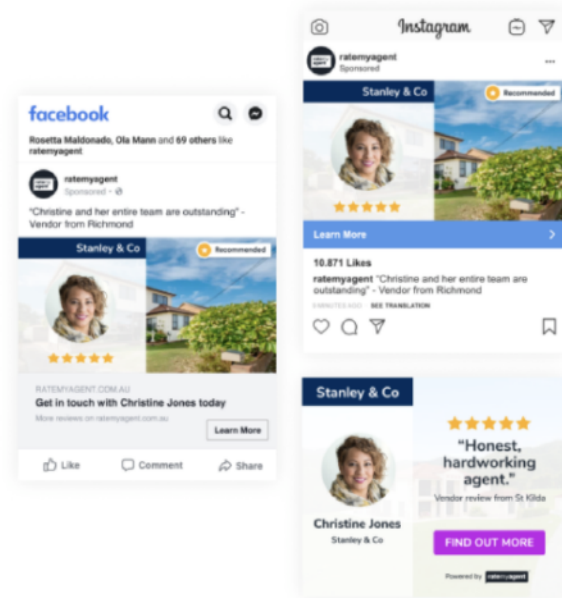 facebook
Rosetta Maldonado, Ola Mann and 69 others like
ratemyagent
ratemyagent
Sponsored ·
"Christine and her entire team are outstanding" -
Vendor from Richmond
Stanley & Co
Recommended
RATEMYAGENT.COM.AU
Get in touch with Christine Jones today
More reviews on ratemyagent.com.au
Learn More
Like
Comment
Share
Instagram
ratemyagent
Sponsored
Stanley & Co
Recommended
Learn More
10.871 Likes
ratemyagent "Christine and her entire team are
outstanding" - Vendor from Richmond
MINUTES AGO SEE TRANSLATION
Stanley & Co
Christine Jones
Stanley & Co
"Honest,
hardworking
agent."
Vendor review from St Kilda
FIND OUT MORE
Powered by ratemyagent